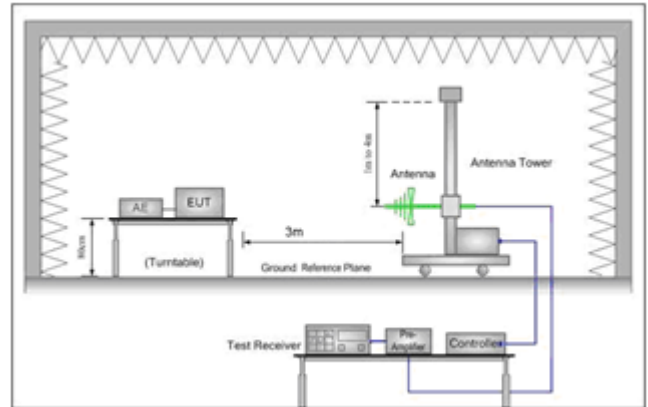 1m to 4m
Antenna
Antenna Tower
AE
EUT
80cm
(Turntable)
3m
Ground Reference Plane
Test Receiver
Pre-
Amplifier
Controller